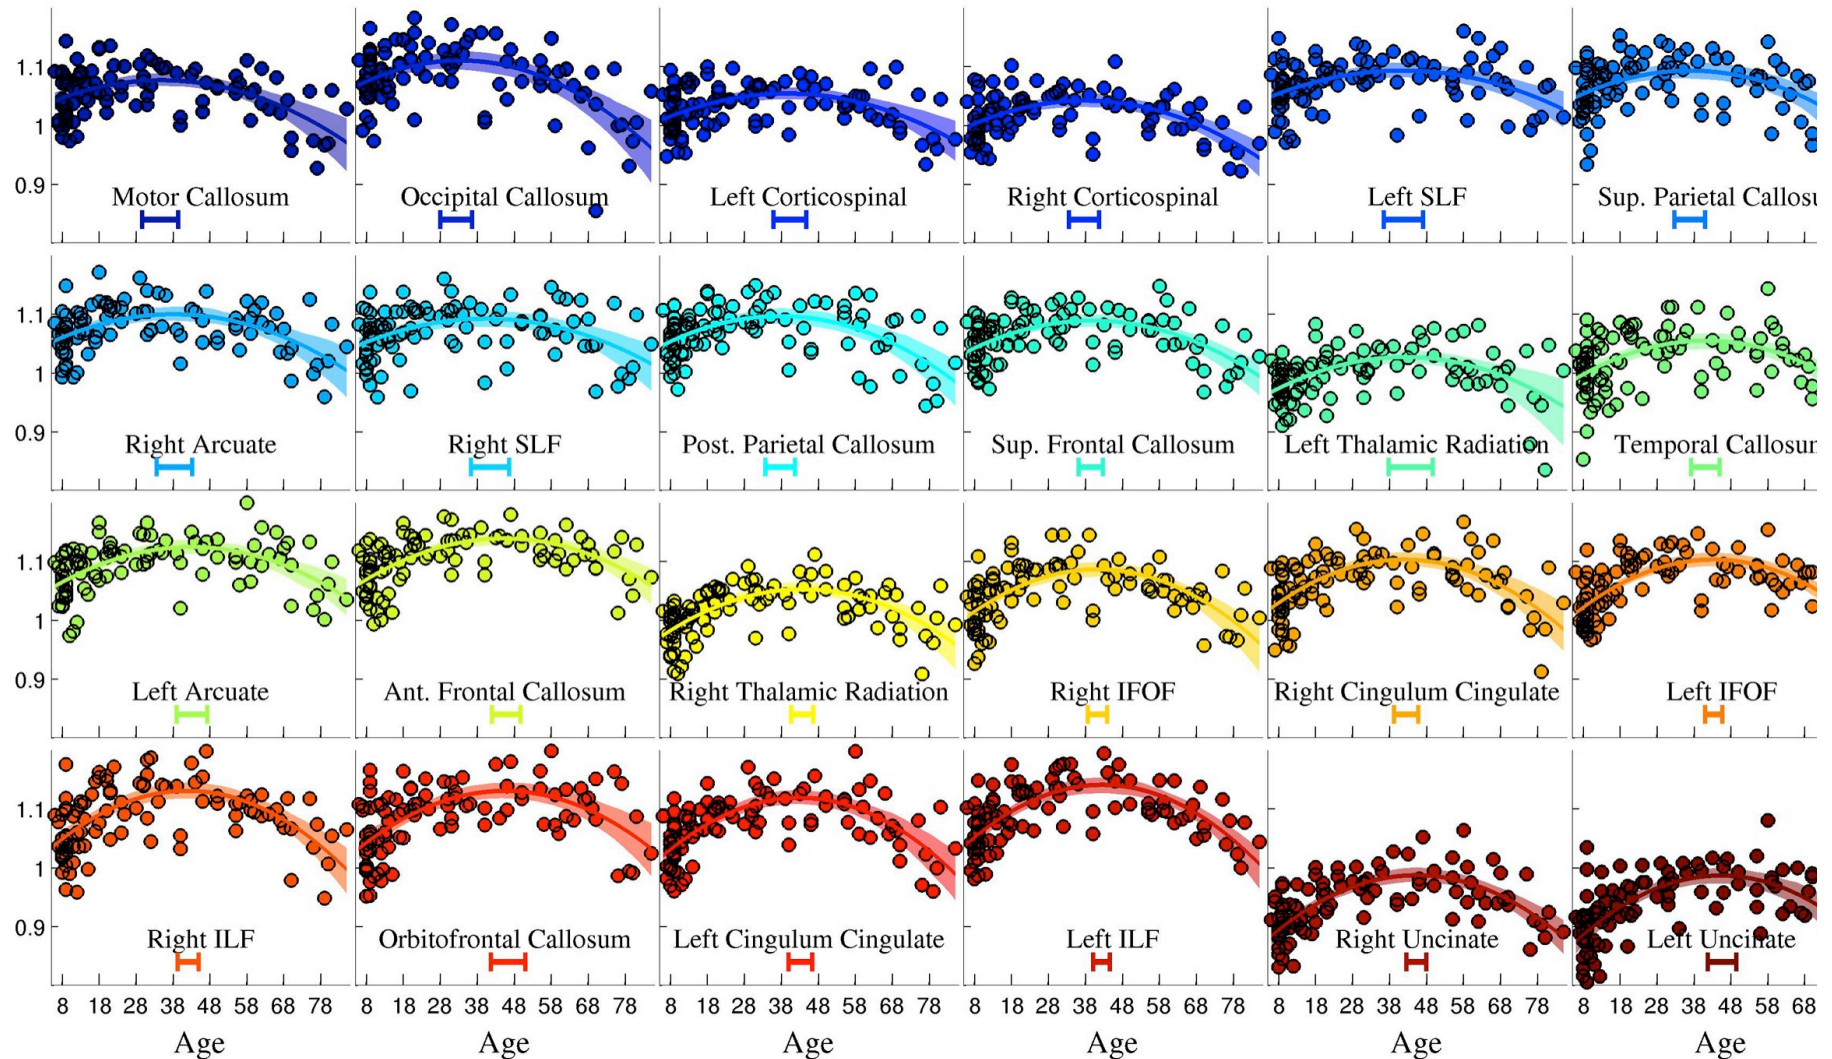 1.1
1
0.9
Motor Callosum
Occipital Callosum
Left Corticospinal
Right Corticospinal
Left SLF
Sup. Parietal Callosu
1.1
1
0.9
Right Arcuate
Right SLF
Post. Parietal Callosum
Sup. Frontal Callosum
Left Thalamic Radiation
Temporal Callosum
1.1
1
0.9
Left Arcuate
Ant. Frontal Callosum
Right Thalamic Radiation
Right IFOF
Right Cingulum Cingulate
Left IFOF
1.1
1
0.9
Right ILF
Orbitofrontal Callosum
Left Cingulum Cingulate
Left ILF
Right Uncinate
Left Uncinate
8 18 28 38 48 58 68 78
8 18 28 38 48 58 68 78
8 18 28 38 48 58 68 78
8 18 28 38 48 58 68 78
8 18 28 38 48 58 68 78
8 18 28 38 48 58 68
Age
Age
Age
Age
Age
Age